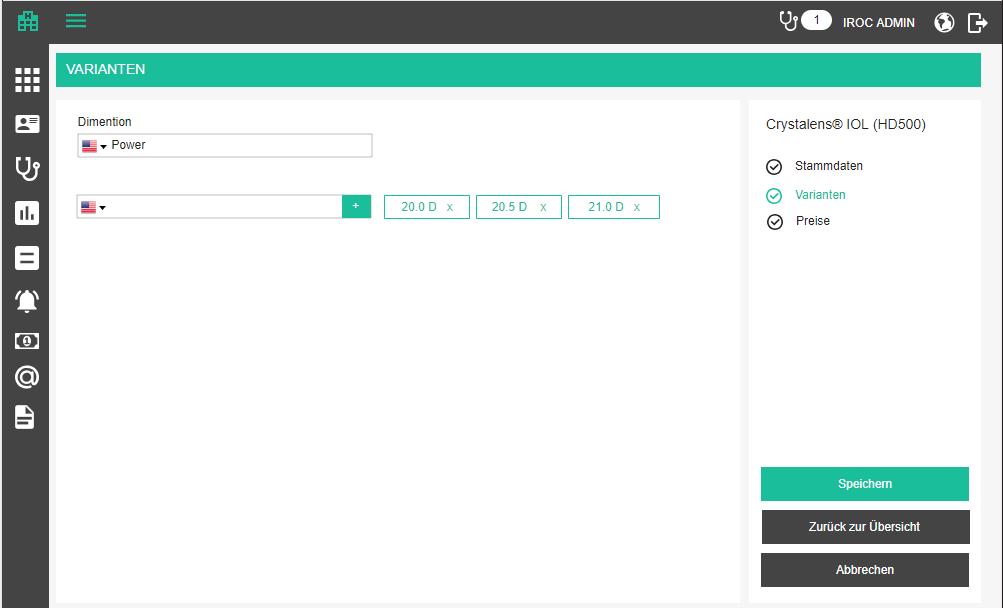 1
IROC ADMIN
VARIANTEN
Dimention
Power
+
20.0 D x
20.5 D x
21.0 D x
Crystalens® IOL (HD500)
Stammdaten
Varianten
Preise
Speichern
Zurück zur Übersicht
Abbrechen